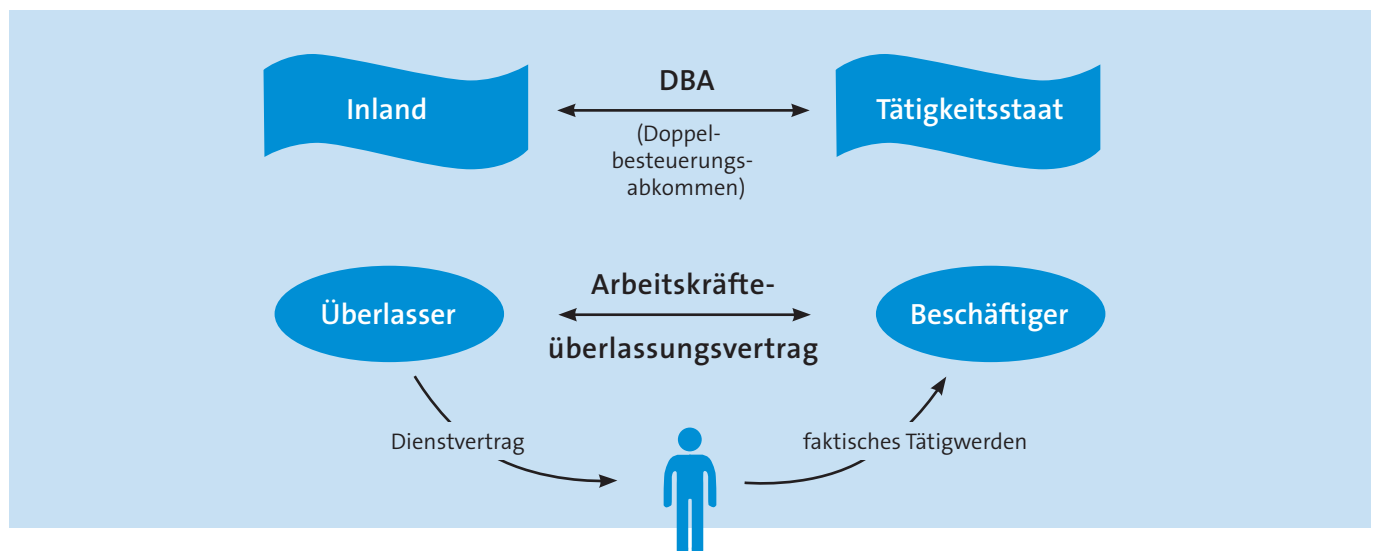 Inland
DBA
Tätigkeitsstaat
(Doppel-
besteuerungs-
abkommen)
Überlasser
Arbeitskräfte-
überlassungsvertrag
Beschäftiger
Dienstvertrag
faktisches Tätigwerden